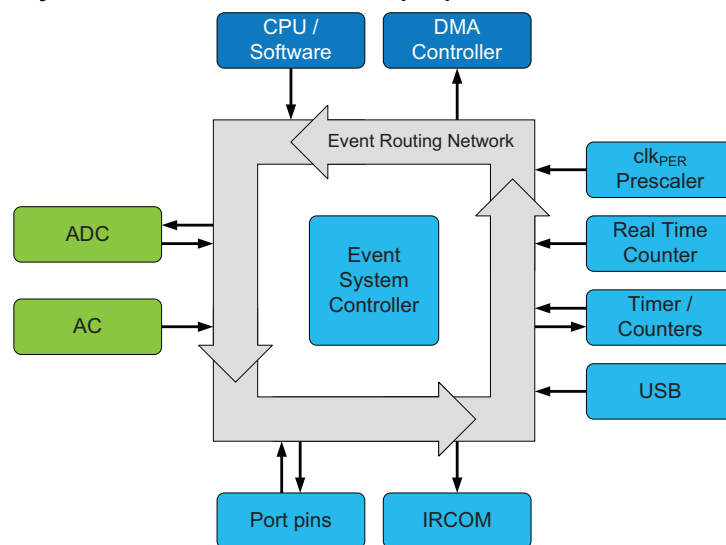 CPU /
Software
DMA
Controller
Event Routing Network
clkPER
Prescaler
ADC
Real Time
Counter
Event
System
Controller
AC
Timer /
Counters
USB
Port pins
IRCOM